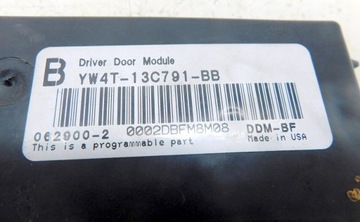 B
Driver Door Module
YW4T-13C791-BB
062900-2 0002DBFM8M08 DDM-BF
This is a programmable part Made in USA